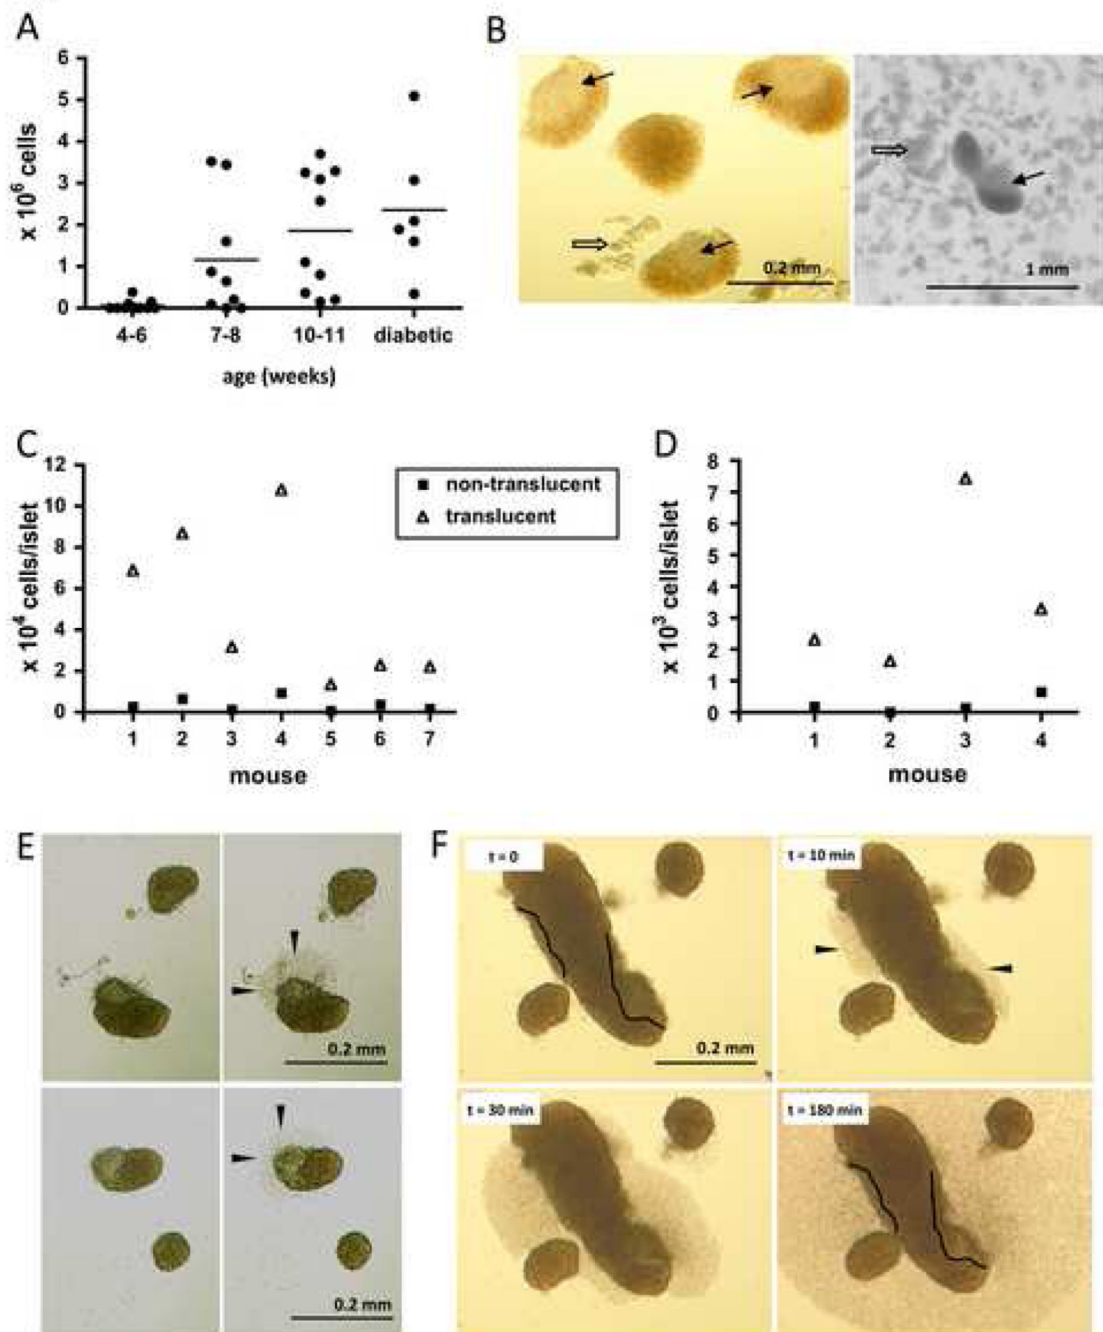 A
x 10⁶ cells
6
5
4
3
2
1
0
4-6
7-8
10-11
diabetic
age (weeks)
B
0.2 mm
1 mm
C
x 10⁴ cells/islet
12
10
8
6
4
2
0
1
2
3
4
5
6
7
mouse
non-translucent
translucent
D
x 10³ cells/islet
8
7
6
5
4
3
2
1
0
1
2
3
4
mouse
E
0.2 mm
0.2 mm
F
t = 0
0.2 mm
t = 10 min
t = 30 min
t = 180 min